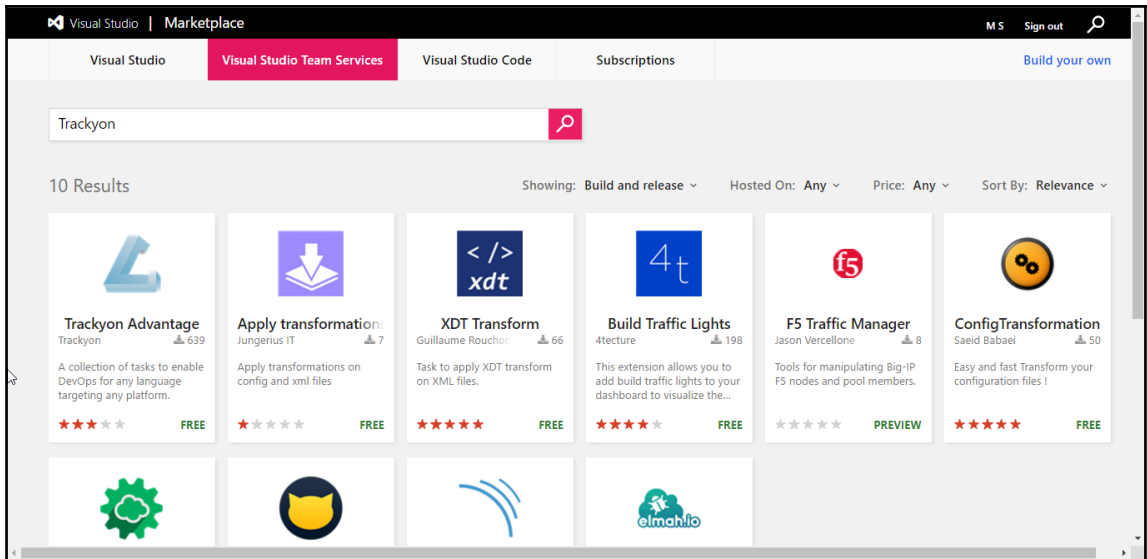 Visual Studio | Marketplace
M S Sign out
Visual Studio
Visual Studio Team Services
Visual Studio Code
Subscriptions
Build your own
Trackyon
10 Results
Showing: Build and release
Hosted On: Any
Price: Any
Sort By: Relevance
Trackyon Advantage
Trackyon 639
A collection of tasks to enable
DevOps for any language
targeting any platform.
FREE
Apply transformations
Jungerius IT 7
Apply transformations on
config and xml files
FREE
</>
xdt
XDT Transform
Guillaume Rouchon 66
Task to apply XDT transform
on XML files.
FREE
4t
Build Traffic Lights
4tecture 198
This extension allows you to
add build traffic lights to your
dashboard to visualize the...
FREE
f5
F5 Traffic Manager
Jason Vercellone 8
Tools for manipulating Big-IP
F5 nodes and pool members.
PREVIEW
ConfigTransformation
Saeid Babaei 50
Easy and fast Transform your
configuration files !
FREE
elmah.io